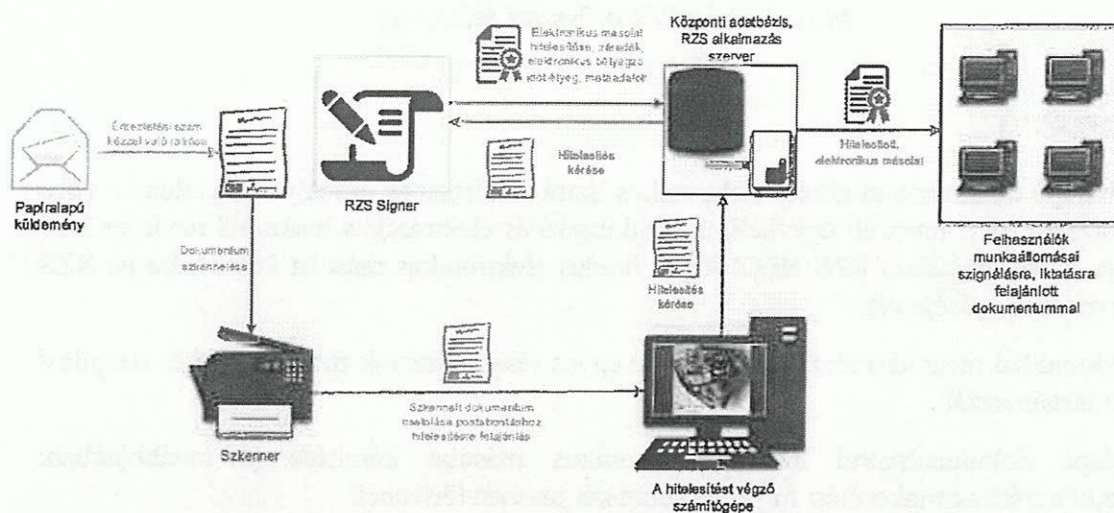 Papíralapú
küldemény
Érkeztetési szám
kézzel való
RZS Signer
Elektronikus másolat
hitelesítése, záradék,
elektronikus bélyegző
időbélyeg, metaadatok
Hitelesítés
kérése
Központi adatbázis,
RZS alkalmazás
szerver
Hitelesített,
elektronikus másolat
Felhasználók
munkaállomásai
szignálásra, iktatásra
felajánlott
dokumentummal
Dokumentum
szkennelése
Szkenner
Szkennelt dokumentum
csatolása postabontáshoz
hitelesítésre felajánlás
Hitelesítés
kérése
A hitelesítést végző
számítógépe